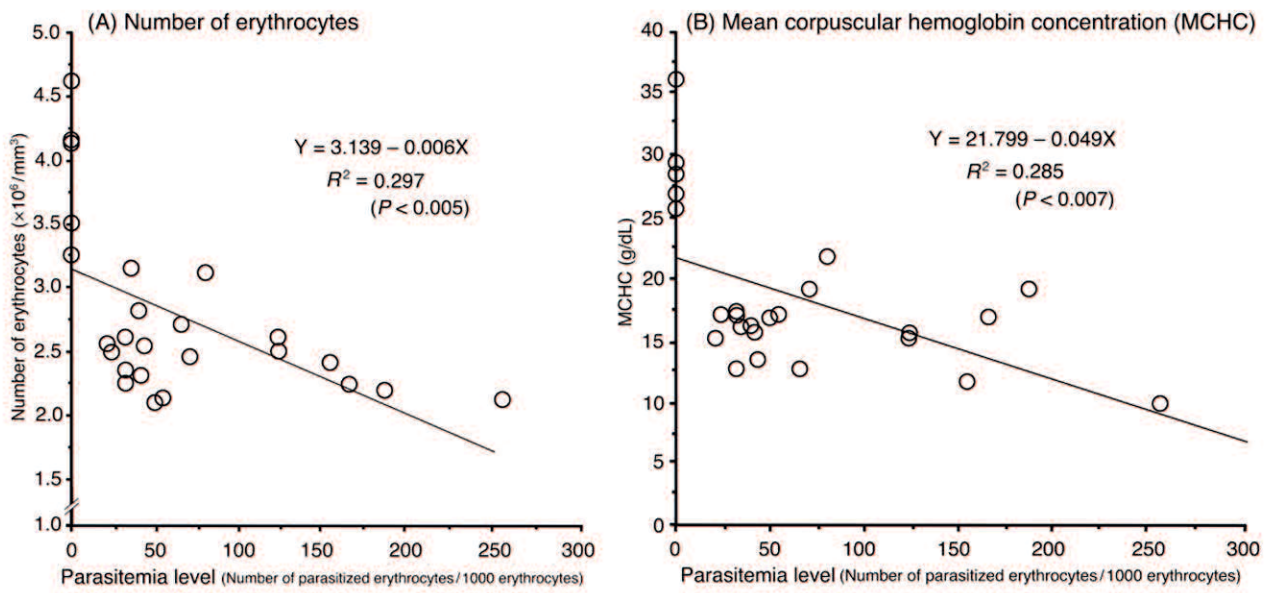 (A) Number of erythrocytes
5.0
4.5
4.0
3.5
3.0
2.5
2.0
1.5
1.0
Number of erythrocytes (×10⁶/mm³)
Y = 3.139 – 0.006X
R² = 0.297
(P < 0.005)
0 50 100 150 200 250 300
Parasitemia level (Number of parasitized erythrocytes/1000 erythrocytes)
(B) Mean corpuscular hemoglobin concentration (MCHC)
40
35
30
25
20
15
10
5
0
MCHC (g/dL)
Y = 21.799 – 0.049X
R² = 0.285
(P < 0.007)
0 50 100 150 200 250 300
Parasitemia level (Number of parasitized erythrocytes/1000 erythrocytes)